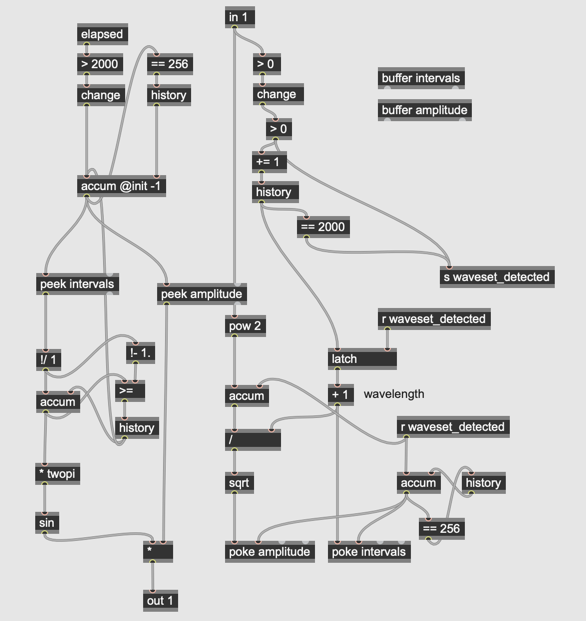 in 1
elapsed
> 2000
== 256
> 0
buffer intervals
change
history
change
buffer amplitude
> 0
+= 1
accum @init -1
history
== 2000
s waveset_detected
peek intervals
peek amplitude
pow 2
r waveset_detected
!/ 1
!- 1.
latch
>=
accum
accum
+ 1
wavelength
history
/
r waveset_detected
* twopi
sqrt
accum
history
sin
== 256
*
poke amplitude
poke intervals
out 1